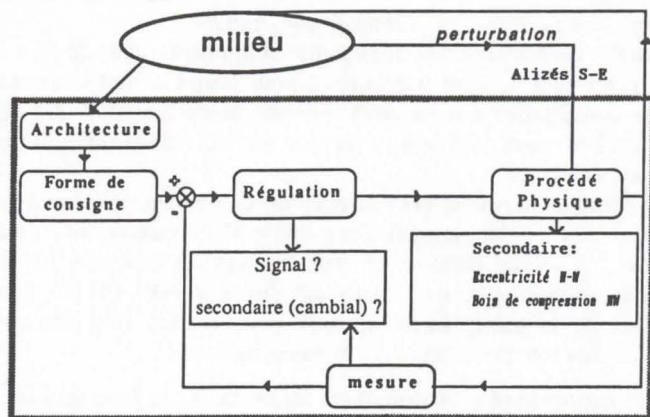 milieu
perturbation
Alizés S-E
Architecture
Forme de
consigne
+
-
Régulation
Procédé
Physique
Signal ?
secondaire (cambial) ?
Secondaire:
Excentricité N-W
Bois de compression NW
mesure